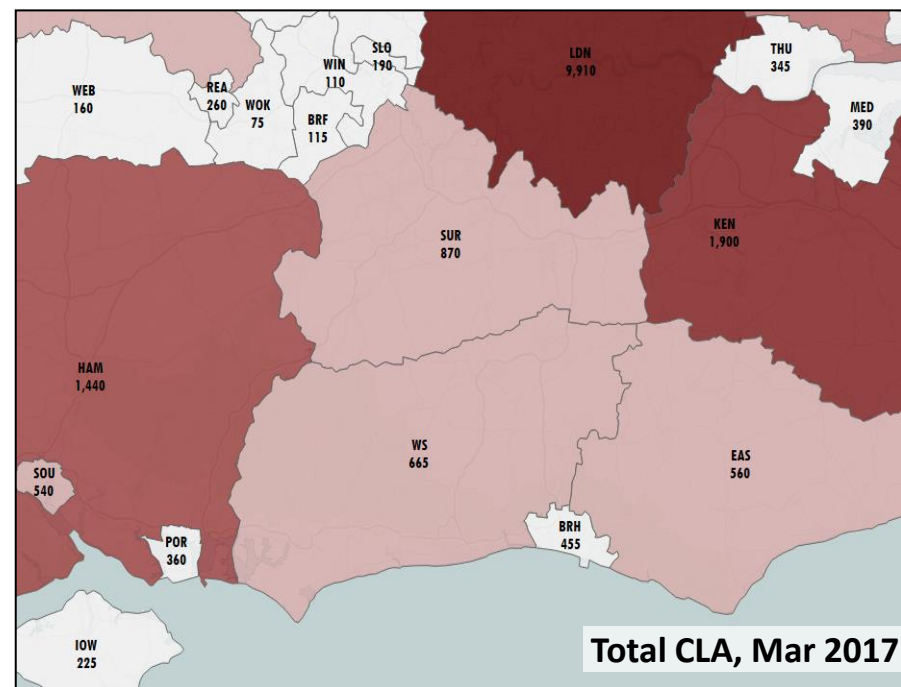 SLO
190
LDN
9,910
THU
345
WIN
110
REA
260
WEB
160
WOK
75
BRF
115
MED
390
KEN
1,900
SUR
870
HAM
1,440
WS
665
EAS
560
SOU
540
BRH
455
POR
360
IOW
225
Total CLA, Mar 2017